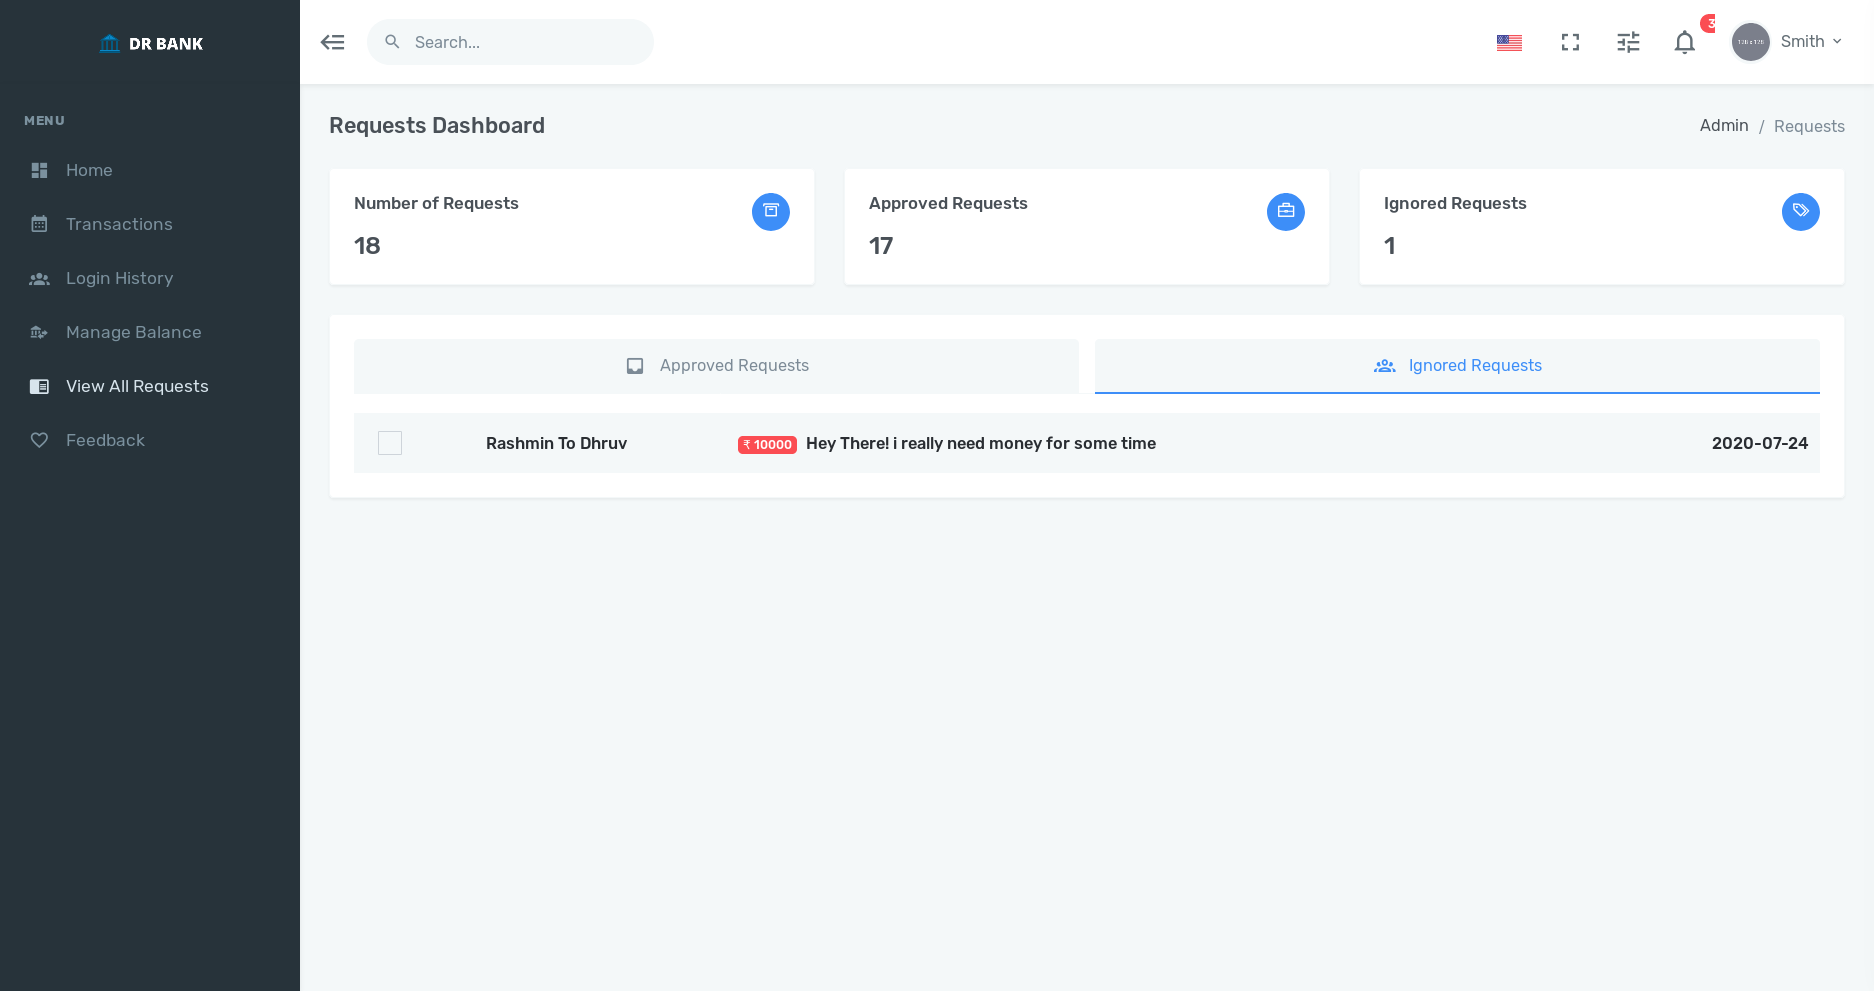 DR BANK
Search...
3
Smith
MENU
Home
Transactions
Login History
Manage Balance
View All Requests
Feedback
Requests Dashboard
Admin / Requests
Number of Requests
18
Approved Requests
17
Ignored Requests
1
Approved Requests
Ignored Requests
Rashmin To Dhruv ₹ 10000 Hey There! i really need money for some time 2020-07-24